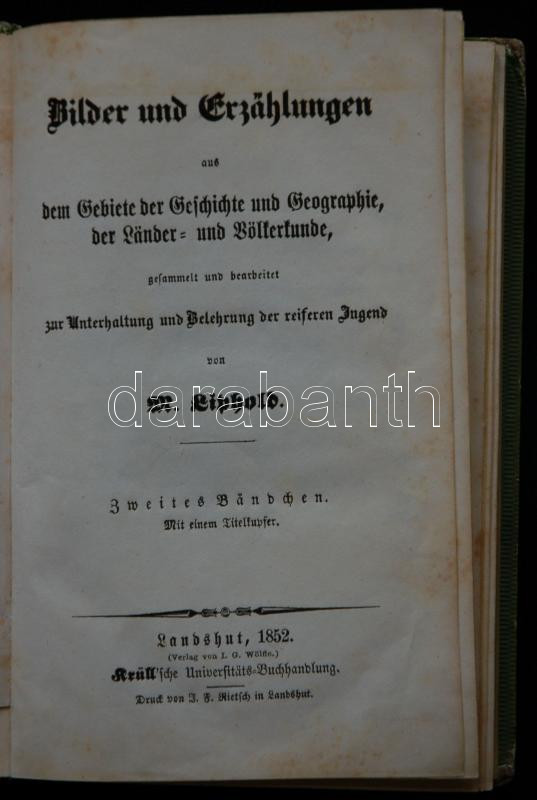 Bilder und Erzählungen
aus
dem Gebiete der Geschichte und Geographie,
der Länder- und Völkerkunde,
gesammelt und bearbeitet
zur Unterhaltung und Belehrung der reiferen Jugend
von
M.
darabanth
Zweites Bändchen.
Mit einem Titelkupfer.
Landshut, 1852.
(Verlag von I. G. Wölfle.)
Krüll'sche Universitäts-Buchhandlung.
Druck von J. F. Rietsch in Landshut.